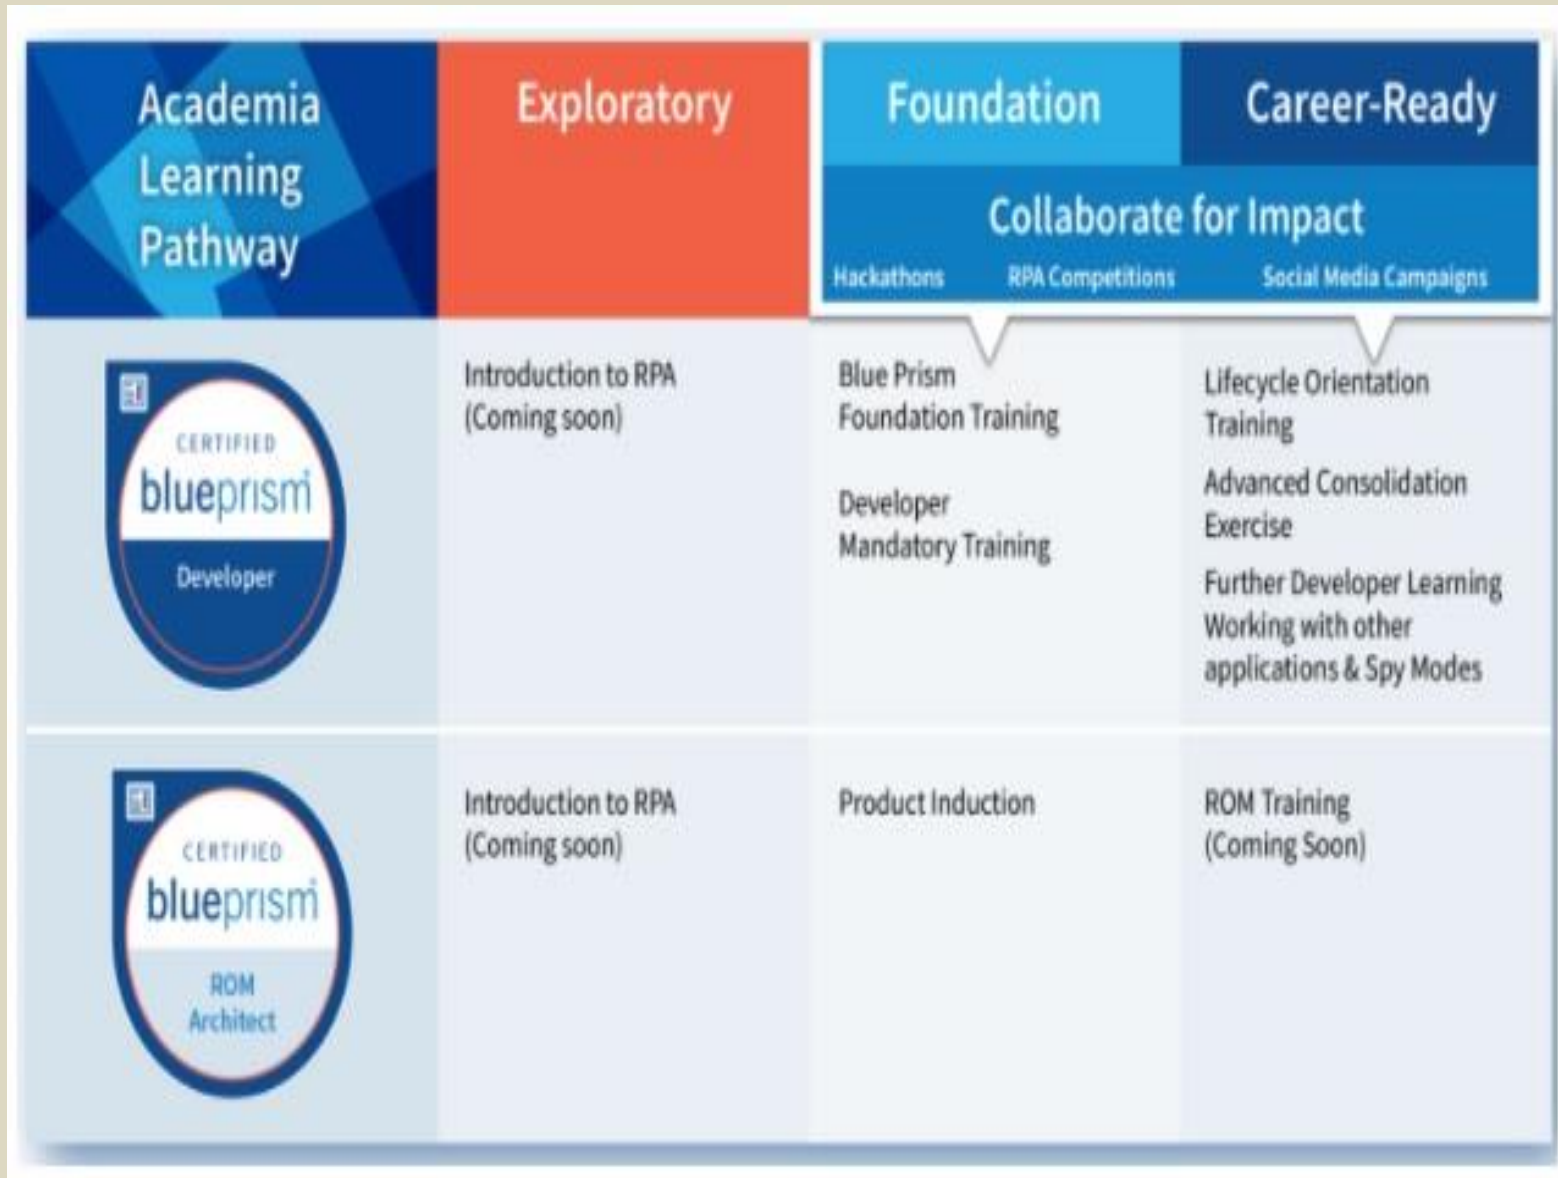 Academia
Learning
Pathway
Exploratory
Foundation
Career-Ready
Collaborate for Impact
Hackathons
RPA Competitions
Social Media Campaigns
CERTIFIED
blueprism
Developer
Introduction to RPA
(Coming soon)
Blue Prism
Foundation Training
Developer
Mandatory Training
Lifecycle Orientation
Training
Advanced Consolidation
Exercise
Further Developer Learning
Working with other
applications & Spy Modes
CERTIFIED
blueprism
ROM
Architect
Introduction to RPA
(Coming soon)
Product Induction
ROM Training
(Coming Soon)